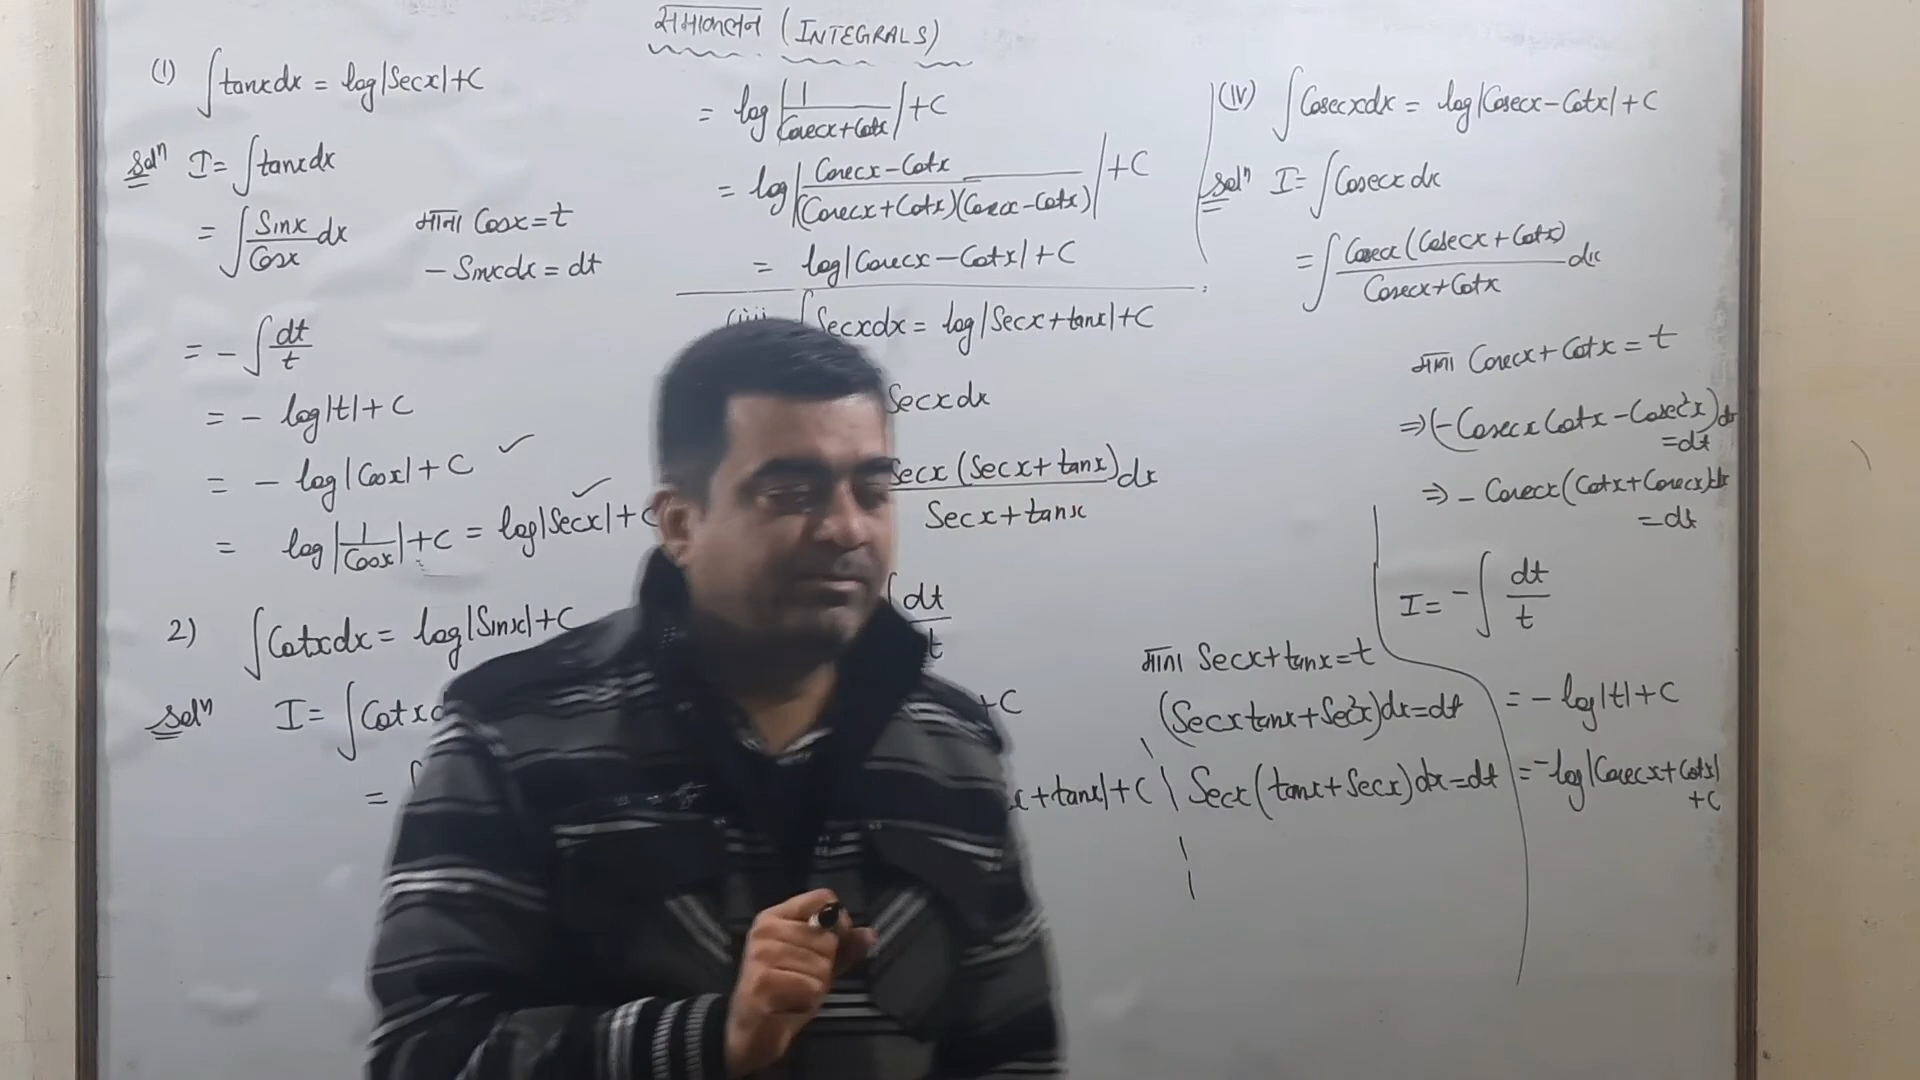 समाकलन (INTEGRALS)
(1) ∫tanx dx = log|Secx|+C
Solⁿ I = ∫tanx dx
= ∫ Sinx/Cosx dx माना Cosx = t
- Sinx dx = dt
= - ∫ dt/t
= - log|t| + C
= - log|Cosx| + C ✓
= log|1/Cosx| + C = log|Secx| + C ✓
2) ∫Cotx dx = log|Sinx| + C
Solⁿ I = ∫Cotx
=
= log|1/(Cosecx+Cotx)| + C
= log|(Cosecx-Cotx)/((Cosecx+Cotx)(Cosecx-Cotx))| + C
= log|Cosecx-Cotx| + C
(iii) ∫Secx dx = log|Secx+tanx| + C
Secx dx
Secx(Secx+tanx)/(Secx+tanx) dx
∫ dt/t
+C
x+tanx|+C
माना Secx+tanx = t
(Secx tanx + Sec²x)dx = dt
Secx(tanx+Secx)dx = dt
(IV) ∫Cosecx dx = log|Cosecx-Cotx| + C
Solⁿ I = ∫Cosecx dx
= ∫ Cosecx(Cosecx+Cotx)/(Cosecx+Cotx) dx
माना Cosecx+Cotx = t
⇒ (-Cosecx Cotx - Cosec²x)dx
= dt
⇒ - Cosecx(Cotx+Cosecx)dx
= dt
I = - ∫ dt/t
= - log|t| + C
= - log|Cosecx+Cotx|
+C